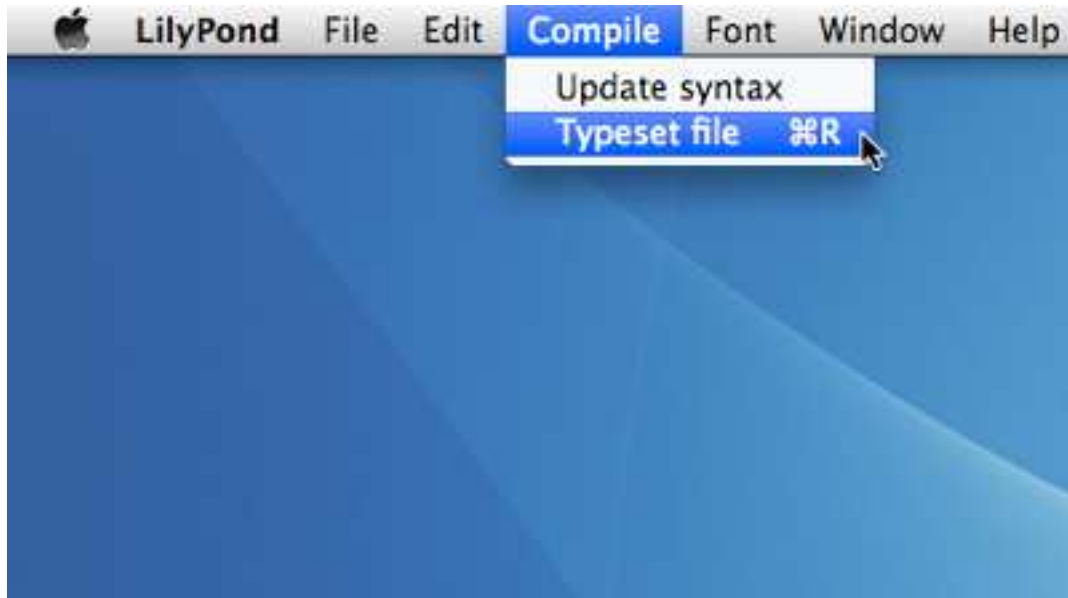 LilyPond File Edit Compile Font Window Help
Update syntax
Typeset file ⌘R